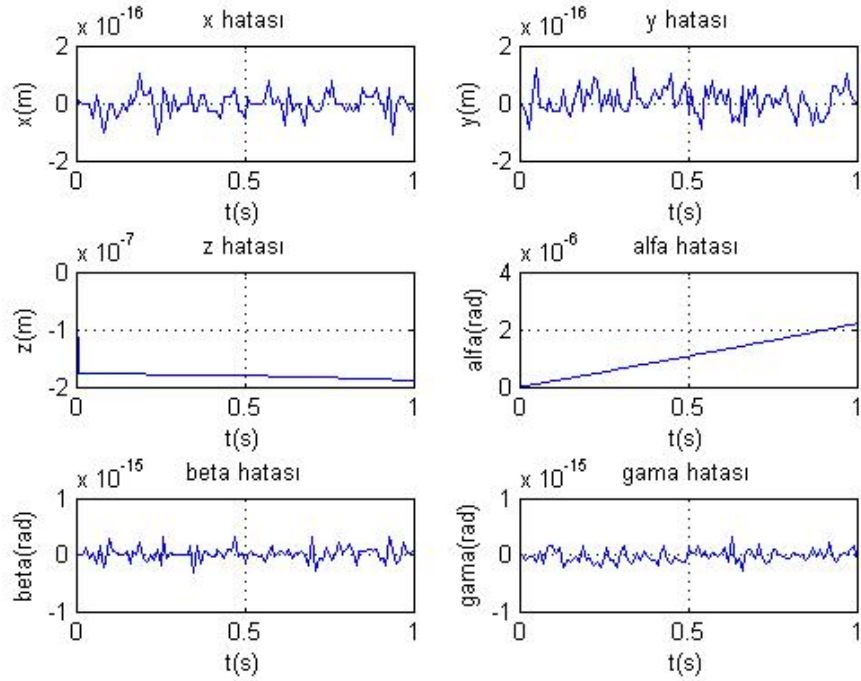 x 10^-16 x hatası
2
0
-2
x(m)
0 0.5 1
t(s)
x 10^-16 y hatası
2
0
-2
y(m)
0 0.5 1
t(s)
x 10^-7 z hatası
0
-1
-2
z(m)
0 0.5 1
t(s)
x 10^-6 alfa hatası
4
2
0
alfa(rad)
0 0.5 1
t(s)
x 10^-15 beta hatası
1
0
-1
beta(rad)
0 0.5 1
t(s)
x 10^-15 gama hatası
1
0
-1
gama(rad)
0 0.5 1
t(s)